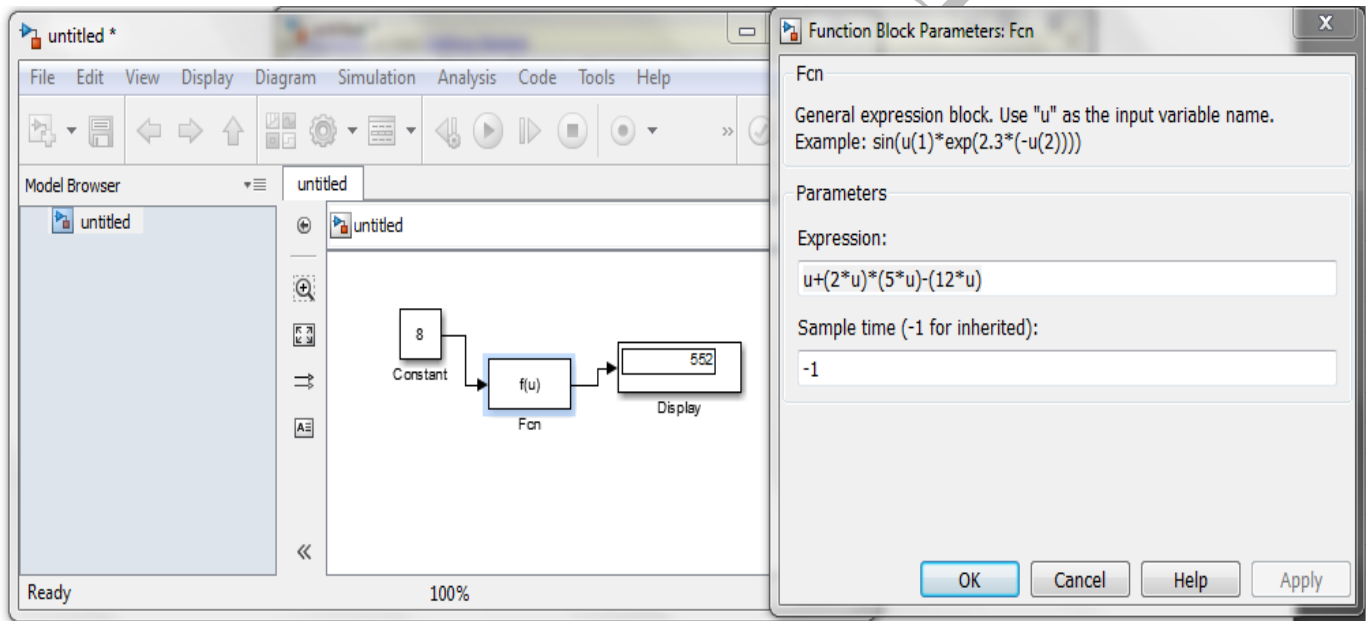 untitled *
File Edit View Display Diagram Simulation Analysis Code Tools Help
»
Model Browser
untitled
untitled
untitled
8
Constant
f(u)
Fcn
552
Display
Ready
100%
Function Block Parameters: Fcn
X
Fcn
General expression block. Use "u" as the input variable name.
Example: sin(u(1)*exp(2.3*(-u(2))))
Parameters
Expression:
u+(2*u)*(5*u)-(12*u)
Sample time (-1 for inherited):
-1
OK Cancel Help Apply